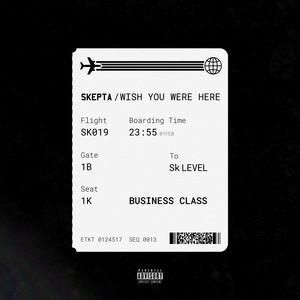 SKEPTA/WISH YOU WERE HERE
Flight Boarding Time
SK019 23:55 01FEB
Gate To
1B Sk LEVEL
Seat
1K BUSINESS CLASS
ETKT 0124517 SEQ 0013
PARENTAL
ADVISORY
EXPLICIT CONTENT